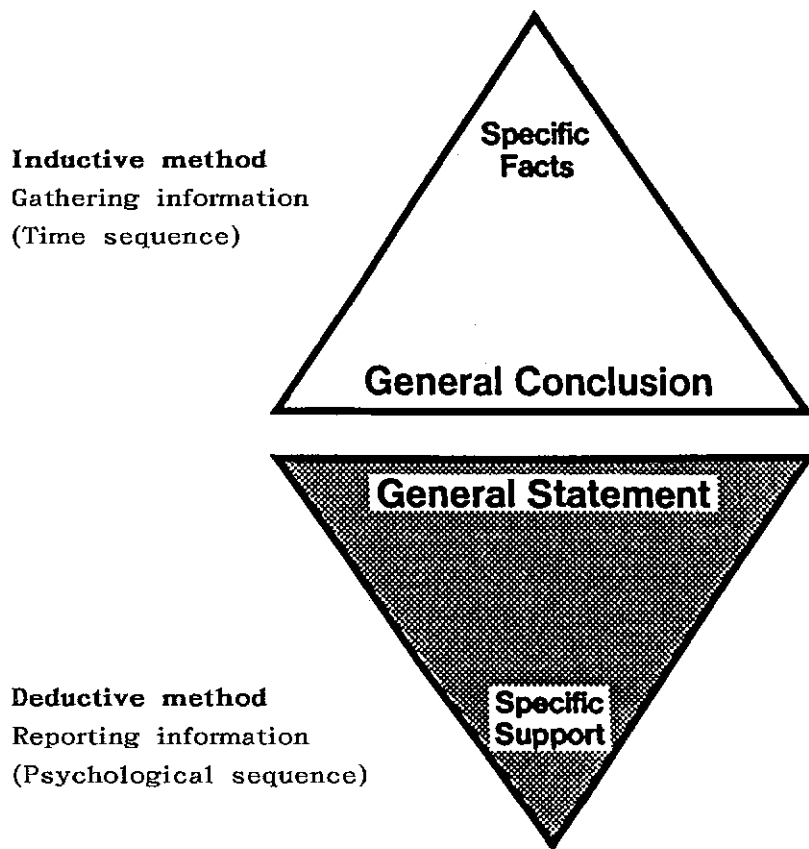 Specific
Facts
Inductive method
Gathering information
(Time sequence)
General Conclusion
General Statement
Deductive method
Reporting information
(Psychological sequence)
Specific
Support